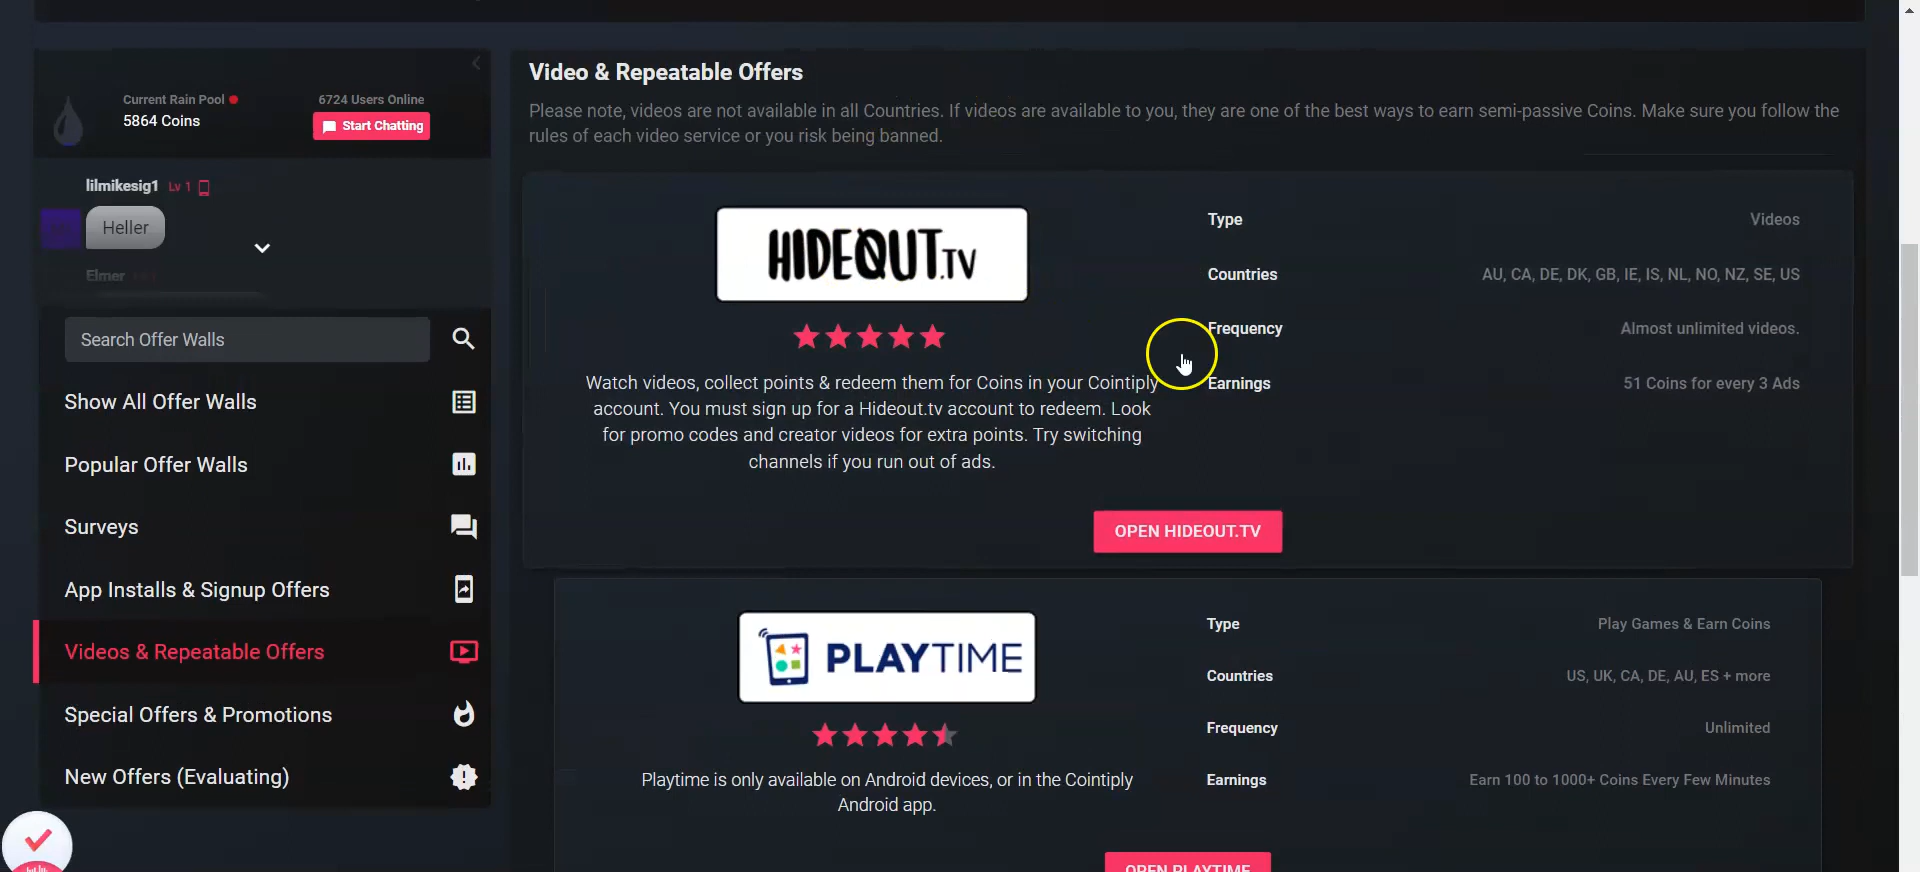 Current Rain Pool
6724 Users Online
5864 Coins
Start Chatting
lilmikesig1 Lv 1
Heller
Elmer
Search Offer Walls
Show All Offer Walls
Popular Offer Walls
Surveys
App Installs & Signup Offers
Videos & Repeatable Offers
Special Offers & Promotions
New Offers (Evaluating)
Video & Repeatable Offers
Please note, videos are not available in all Countries. If videos are available to you, they are one of the best ways to earn semi-passive Coins. Make sure you follow the
rules of each video service or you risk being banned.
HIDEOUT.TV
Watch videos, collect points & redeem them for Coins in your Cointiply
account. You must sign up for a Hideout.tv account to redeem. Look
for promo codes and creator videos for extra points. Try switching
channels if you run out of ads.
Type Videos
Countries AU, CA, DE, DK, GB, IE, IS, NL, NO, NZ, SE, US
Frequency Almost unlimited videos.
Earnings 51 Coins for every 3 Ads
OPEN HIDEOUT.TV
PLAYTIME
Playtime is only available on Android devices, or in the Cointiply
Android app.
Type Play Games & Earn Coins
Countries US, UK, CA, DE, AU, ES + more
Frequency Unlimited
Earnings Earn 100 to 1000+ Coins Every Few Minutes
OPEN PLAYTIME